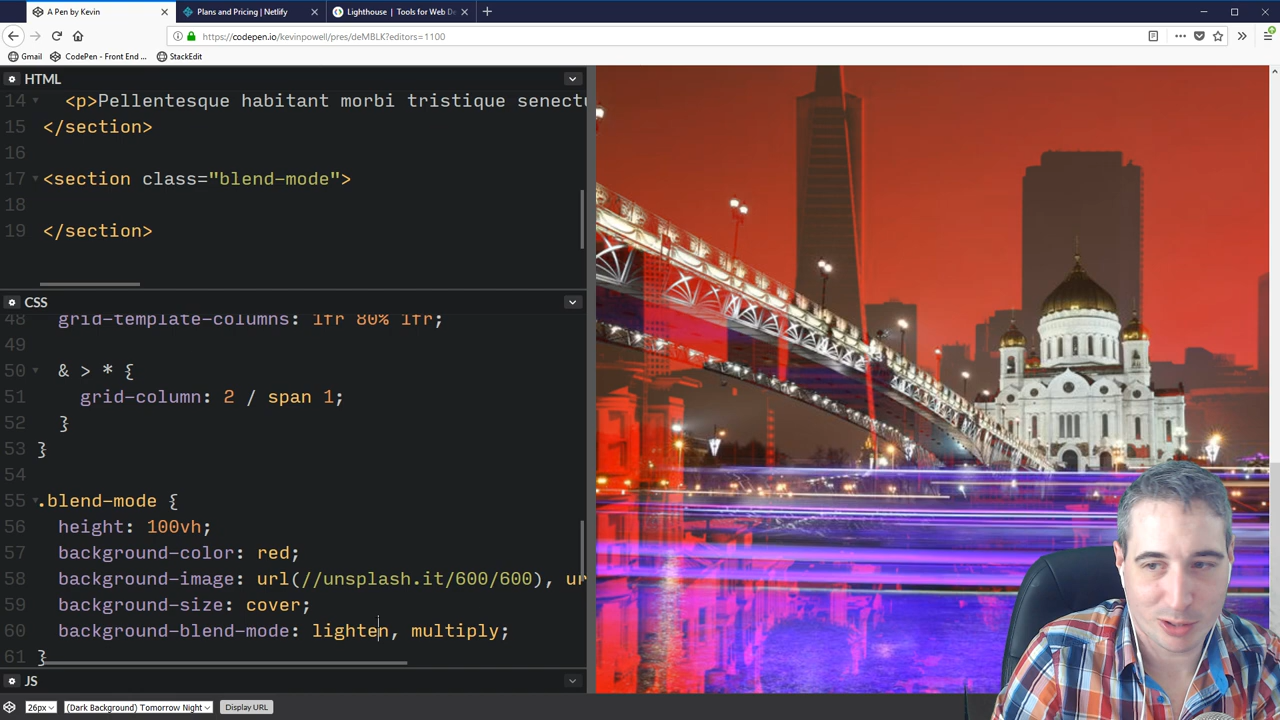 A Pen by Kevin
Plans and Pricing | Netlify
Lighthouse | Tools for Web De
https://codepen.io/kevinpowell/pres/deMBLK?editors=1100
Gmail
CodePen - Front End ...
StackEdit
HTML
14 <p>Pellentesque habitant morbi tristique senectu
15 </section>
16
17 <section class="blend-mode">
18
19 </section>
CSS
48 grid-template-columns: 1fr 80% 1fr;
49
50 & > * {
51 grid-column: 2 / span 1;
52 }
53 }
54
55 .blend-mode {
56 height: 100vh;
57 background-color: red;
58 background-image: url(//unsplash.it/600/600), ur
59 background-size: cover;
60 background-blend-mode: lighten, multiply;
61 }
JS
26px
(Dark Background) Tomorrow Night
Display URL